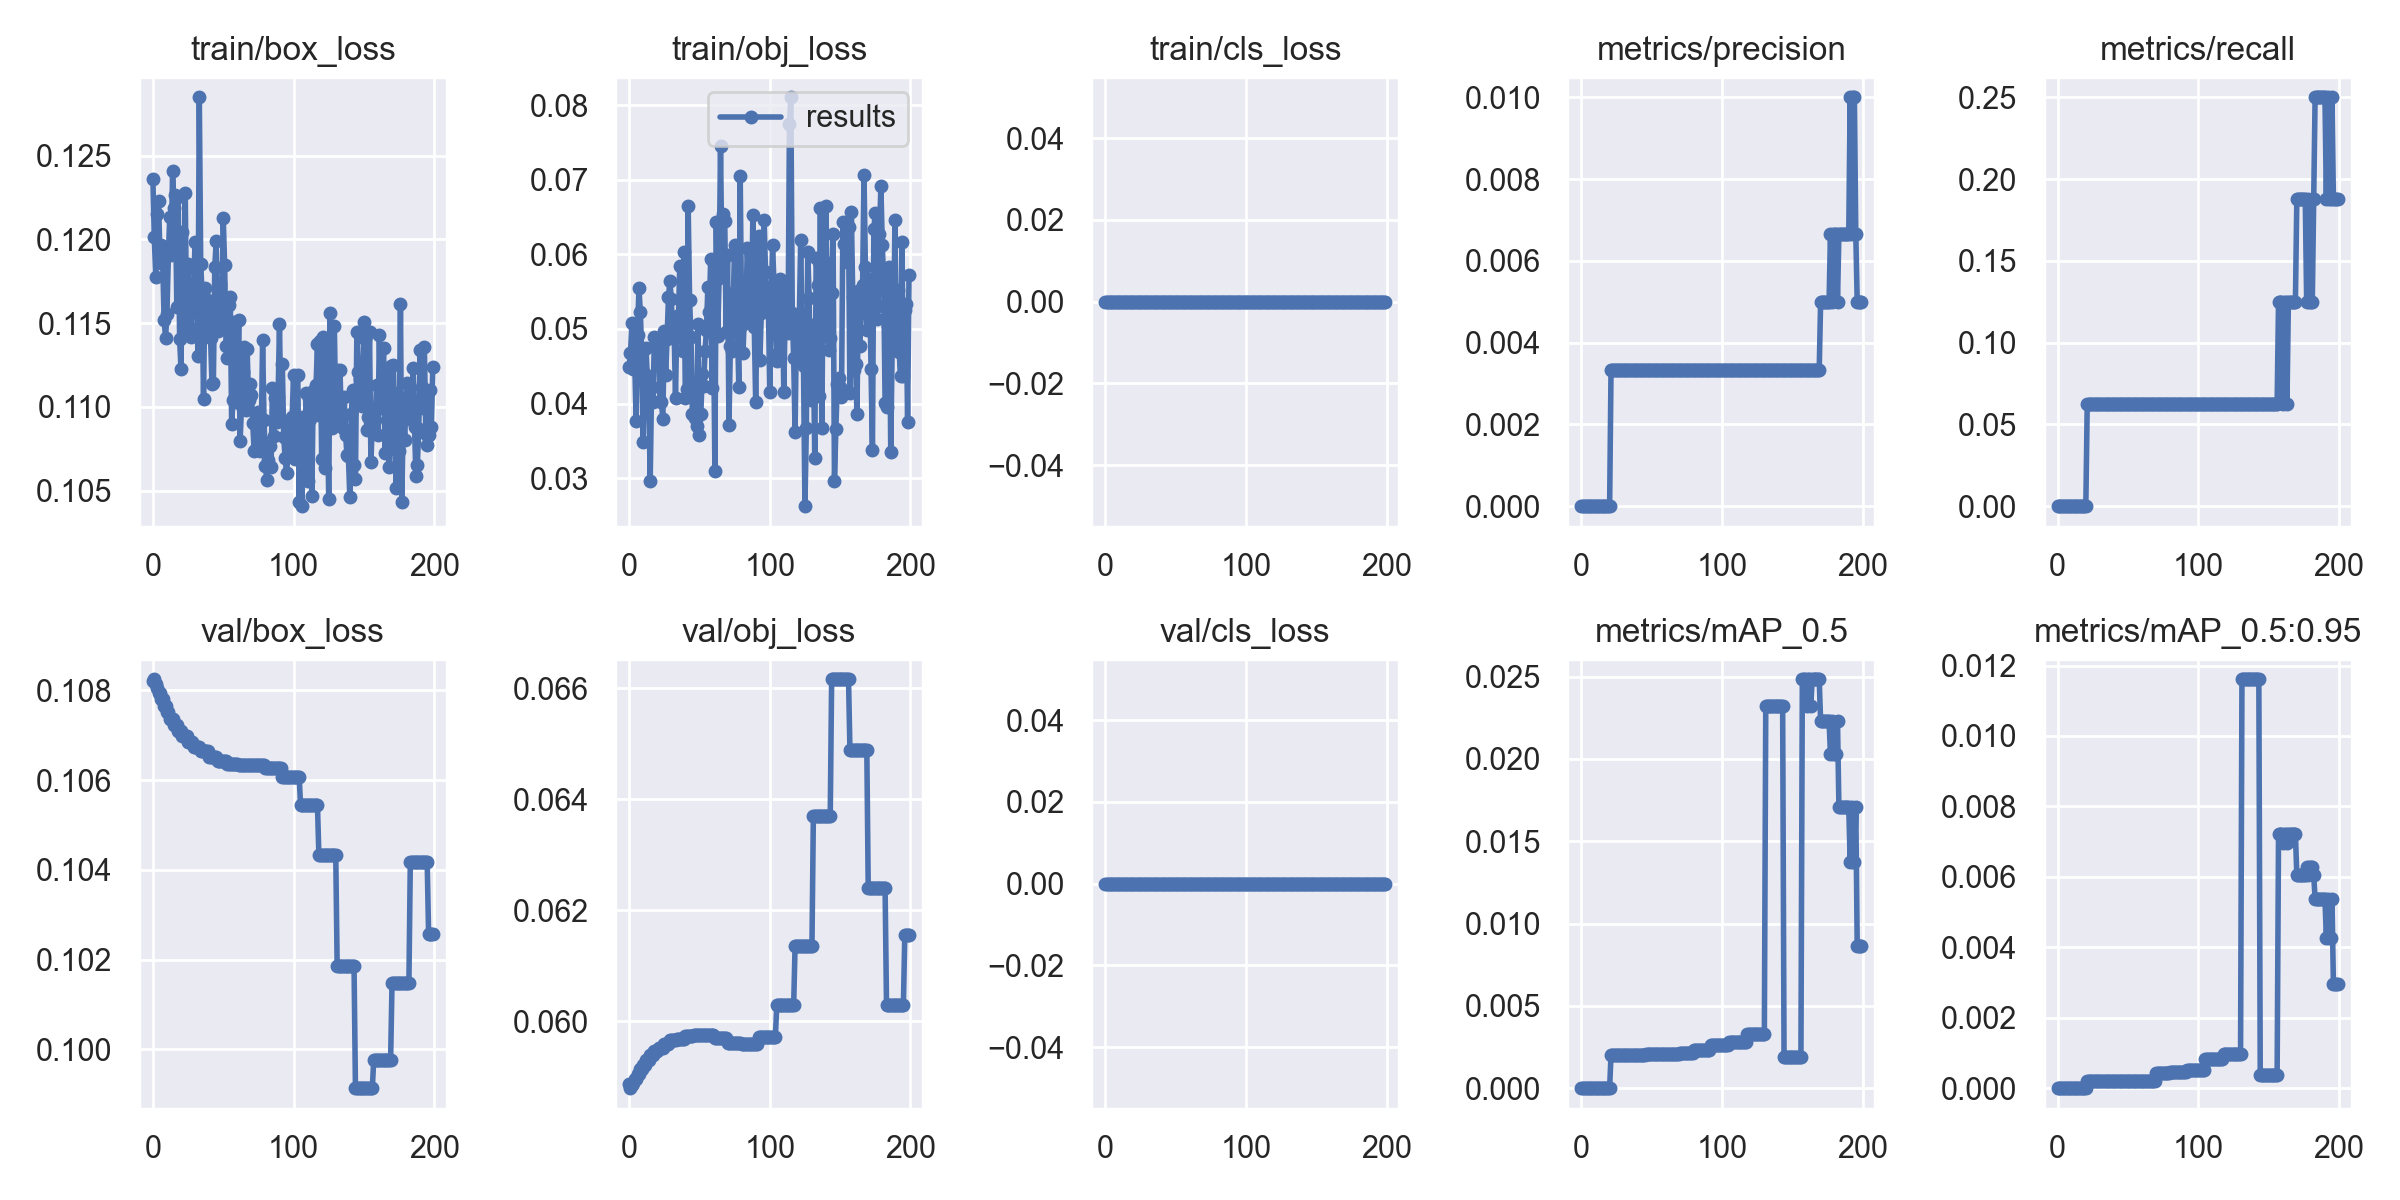 train/box_loss
0.125
0.120
0.115
0.110
0.105
0 100 200
train/obj_loss
results
0.08
0.07
0.06
0.05
0.04
0.03
0 100 200
train/cls_loss
0.04
0.02
0.00
−0.02
−0.04
0 100 200
metrics/precision
0.010
0.008
0.006
0.004
0.002
0.000
0 100 200
metrics/recall
0.25
0.20
0.15
0.10
0.05
0.00
0 100 200
val/box_loss
0.108
0.106
0.104
0.102
0.100
0 100 200
val/obj_loss
0.066
0.064
0.062
0.060
0 100 200
val/cls_loss
0.04
0.02
0.00
−0.02
−0.04
0 100 200
metrics/mAP_0.5
0.025
0.020
0.015
0.010
0.005
0.000
0 100 200
metrics/mAP_0.5:0.95
0.012
0.010
0.008
0.006
0.004
0.002
0.000
0 100 200